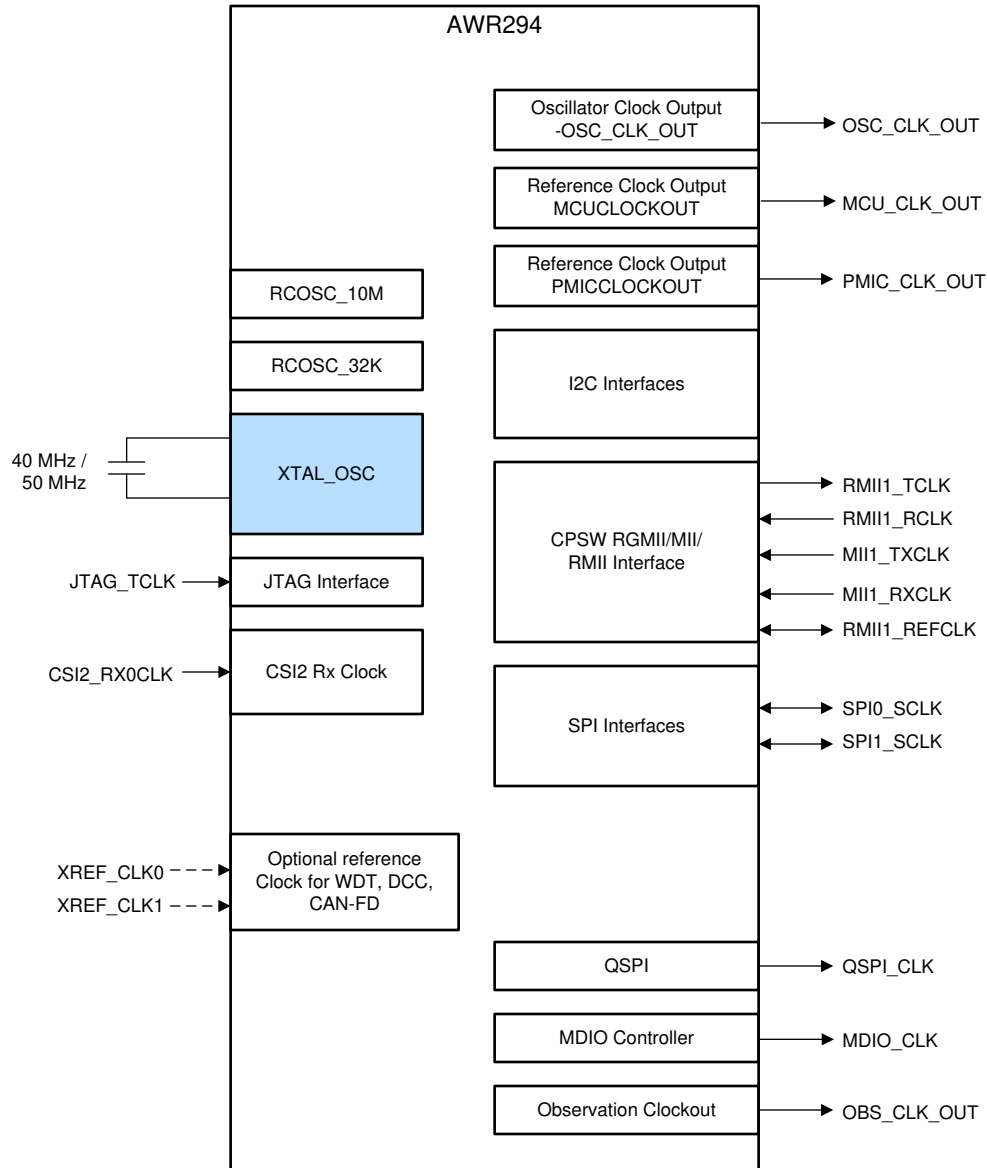 AWR294
Oscillator Clock Output
-OSC_CLK_OUT
OSC_CLK_OUT
Reference Clock Output
MCUCLOCKOUT
MCU_CLK_OUT
Reference Clock Output
PMICCLOCKOUT
PMIC_CLK_OUT
RCOSC_10M
RCOSC_32K
I2C Interfaces
40 MHz /
50 MHz
XTAL_OSC
CPSW RGMII/MII/
RMII Interface
RMII1_TCLK
RMII1_RCLK
MII1_TXCLK
MII1_RXCLK
RMII1_REFCLK
JTAG_TCLK
JTAG Interface
CSI2_RX0CLK
CSI2 Rx Clock
SPI Interfaces
SPI0_SCLK
SPI1_SCLK
XREF_CLK0
XREF_CLK1
Optional reference
Clock for WDT, DCC,
CAN-FD
QSPI
QSPI_CLK
MDIO Controller
MDIO_CLK
Observation Clockout
OBS_CLK_OUT